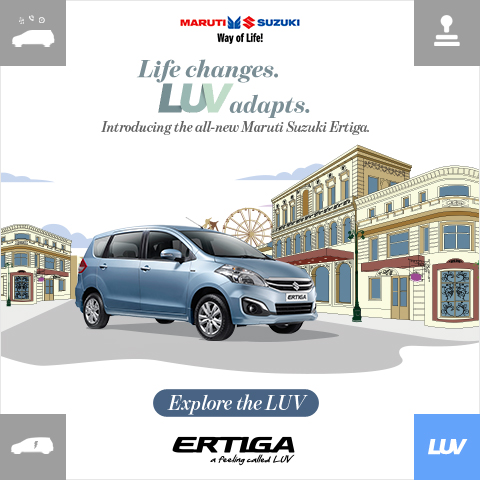 MARUTI SUZUKI
Way of Life!
Life changes.
LUV adapts.
Introducing the all-new Maruti Suzuki Ertiga.
ERTIGA
Explore the LUV
ERTIGA
a feeling called LUV
LUV